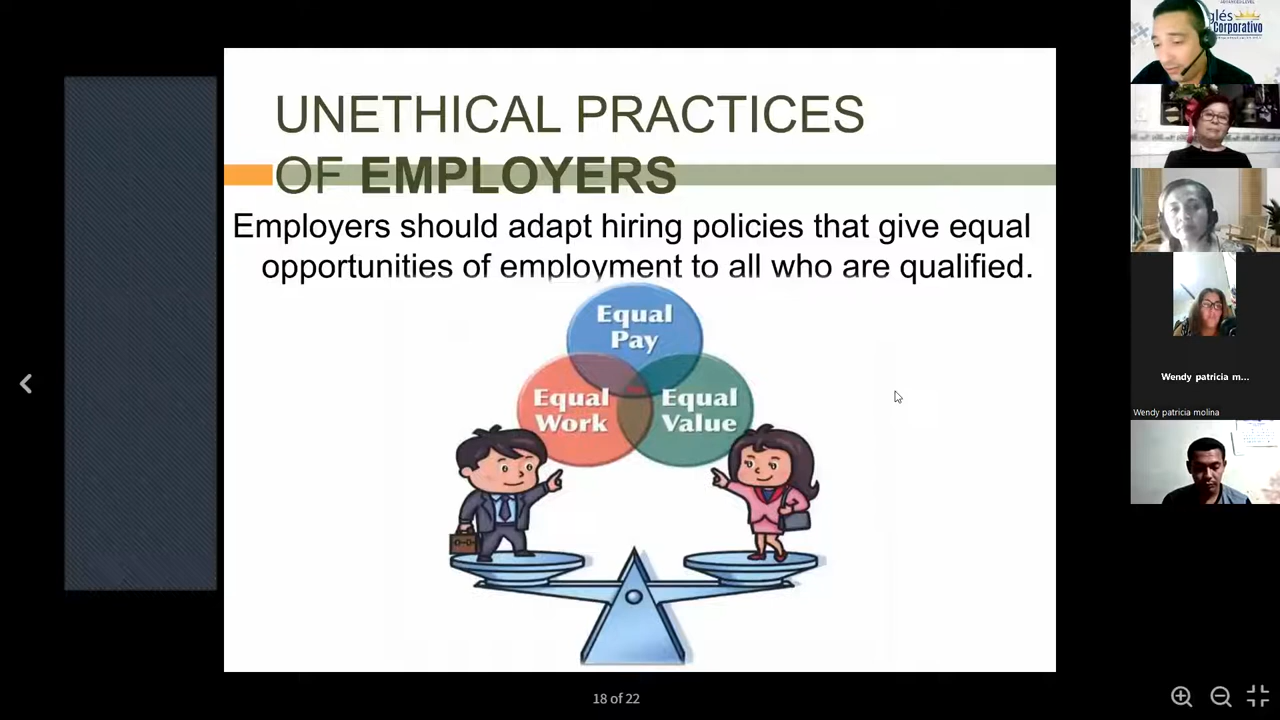 UNETHICAL PRACTICES
OF EMPLOYERS
Employers should adapt hiring policies that give equal
opportunities of employment to all who are qualified.
Equal
Pay
Equal
Work
Equal
Value
18 of 22
Corporativo
Wendy patricia m...
Wendy patricia molina